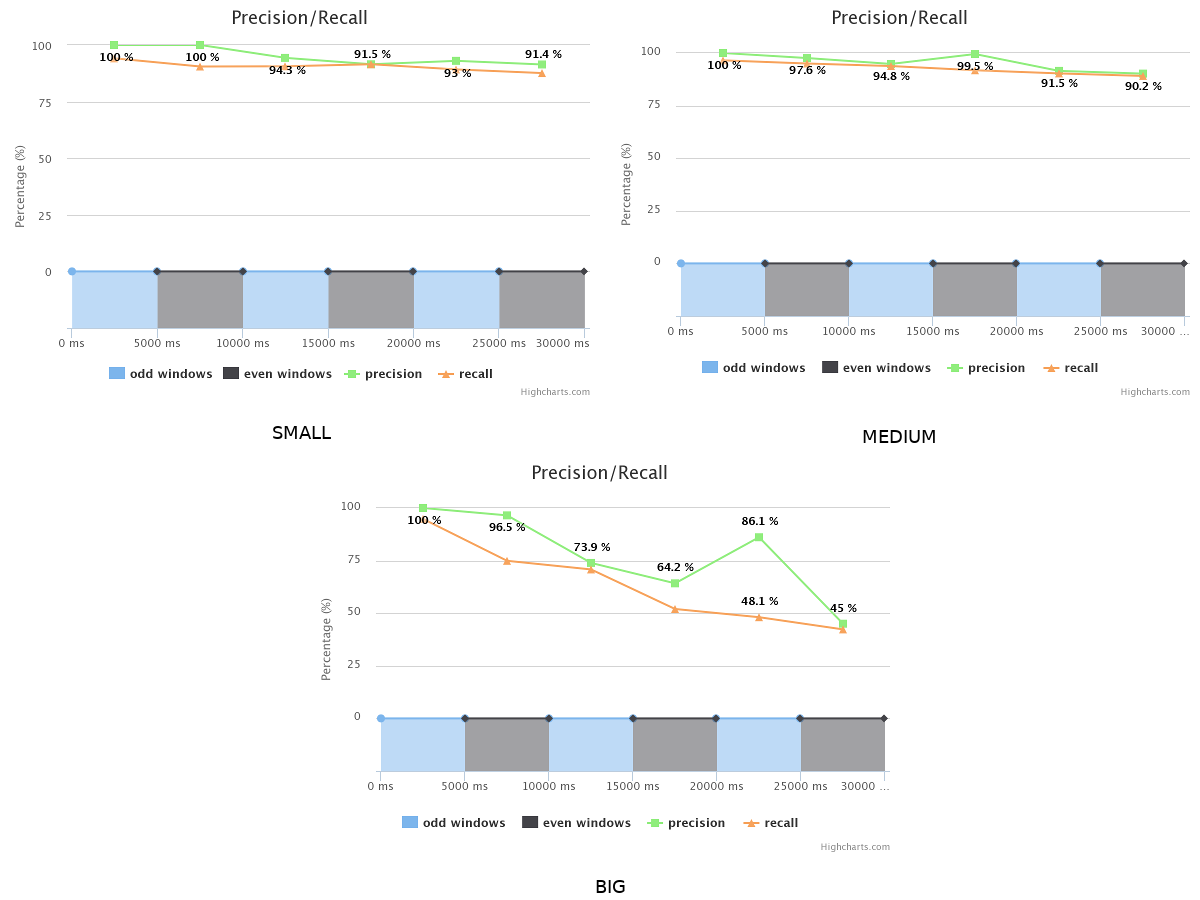 Precision/Recall
100
75
50
25
0
Percentage (%)
100 %
100 %
94.3 %
91.5 %
93 %
91.4 %
0 ms
5000 ms
10000 ms
15000 ms
20000 ms
25000 ms
30000 ms
odd windows
even windows
precision
recall
Highcharts.com
SMALL
Precision/Recall
100
75
50
25
0
Percentage (%)
100 %
97.6 %
94.8 %
99.5 %
91.5 %
90.2 %
0 ms
5000 ms
10000 ms
15000 ms
20000 ms
25000 ms
30000 ...
odd windows
even windows
precision
recall
Highcharts.com
MEDIUM
Precision/Recall
100
75
50
25
0
Percentage (%)
100 %
96.5 %
73.9 %
64.2 %
86.1 %
48.1 %
45 %
0 ms
5000 ms
10000 ms
15000 ms
20000 ms
25000 ms
30000 ...
odd windows
even windows
precision
recall
Highcharts.com
BIG